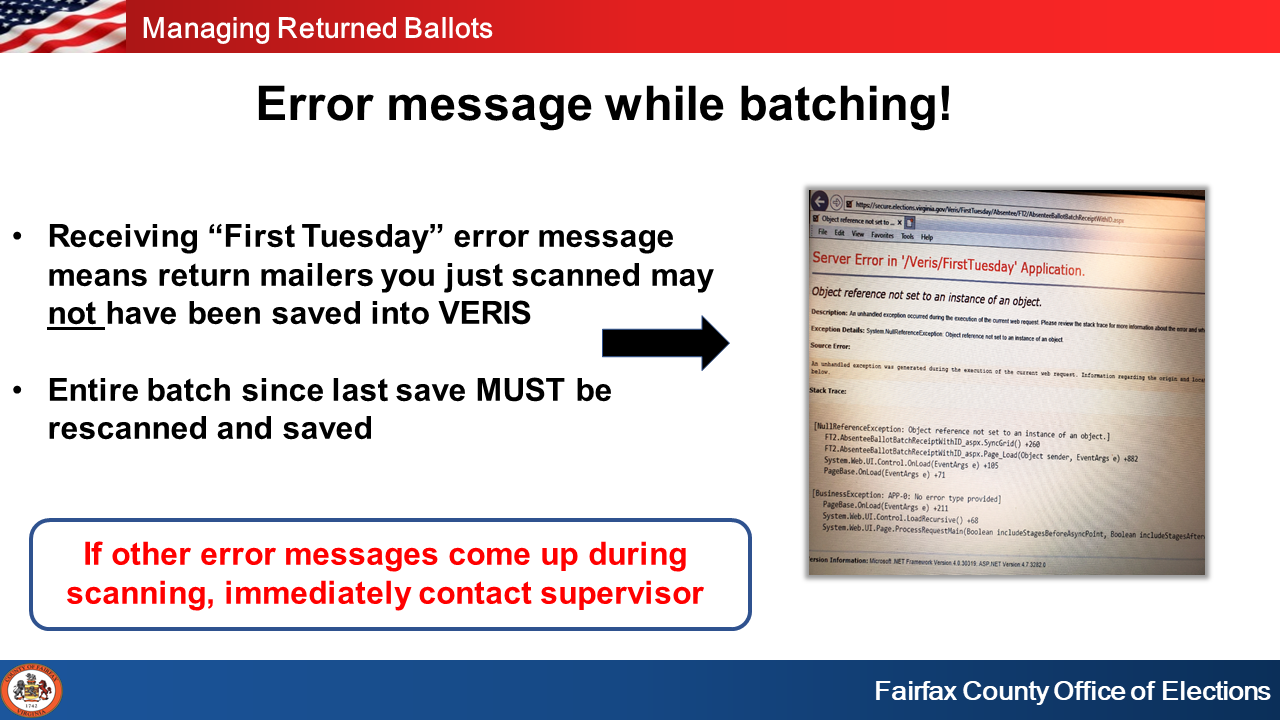 Managing Returned Ballots
Error message while batching!
• Receiving “First Tuesday” error message
means return mailers you just scanned may
not have been saved into VERIS
• Entire batch since last save MUST be
rescanned and saved
If other error messages come up during
scanning, immediately contact supervisor
https://secure.elections.virginia.gov/Veris/FirstTuesday/Absentee/FT2/AbsenteeBallotBatchReceiptWithID.aspx
Object reference not set to ...
File Edit View Favorites Tools Help
Server Error in '/Veris/FirstTuesday' Application.
Object reference not set to an instance of an object.
Description: An unhandled exception occurred during the execution of the current web request. Please review the stack trace for more information about the error and
Exception Details: System.NullReferenceException: Object reference not set to an instance of an object.
Source Error:
An unhandled exception was generated during the execution of the current web request. Information regarding the origin and
below.
Stack Trace:
[NullReferenceException: Object reference not set to an instance of an object.]
FT2.AbsenteeBallotBatchReceiptWithID_aspx.SyncGrid() +260
FT2.AbsenteeBallotBatchReceiptWithID_aspx.Page_Load(Object sender, EventArgs e) +882
System.Web.UI.Control.OnLoad(EventArgs e) +105
PageBase.OnLoad(EventArgs e) +71
[BusinessException: APP-0: No error type provided]
PageBase.OnLoad(EventArgs e) +211
System.Web.UI.Control.LoadRecursive() +68
System.Web.UI.Page.ProcessRequestMain(Boolean includeStagesBeforeAsyncPoint, Boolean includeStagesAfter
Version Information: Microsoft .NET Framework Version:4.0.30319; ASP.NET Version:4.7.3282.0
COUNTY OF FAIRFAX
1742
VIRGINIA
Fairfax County Office of Elections